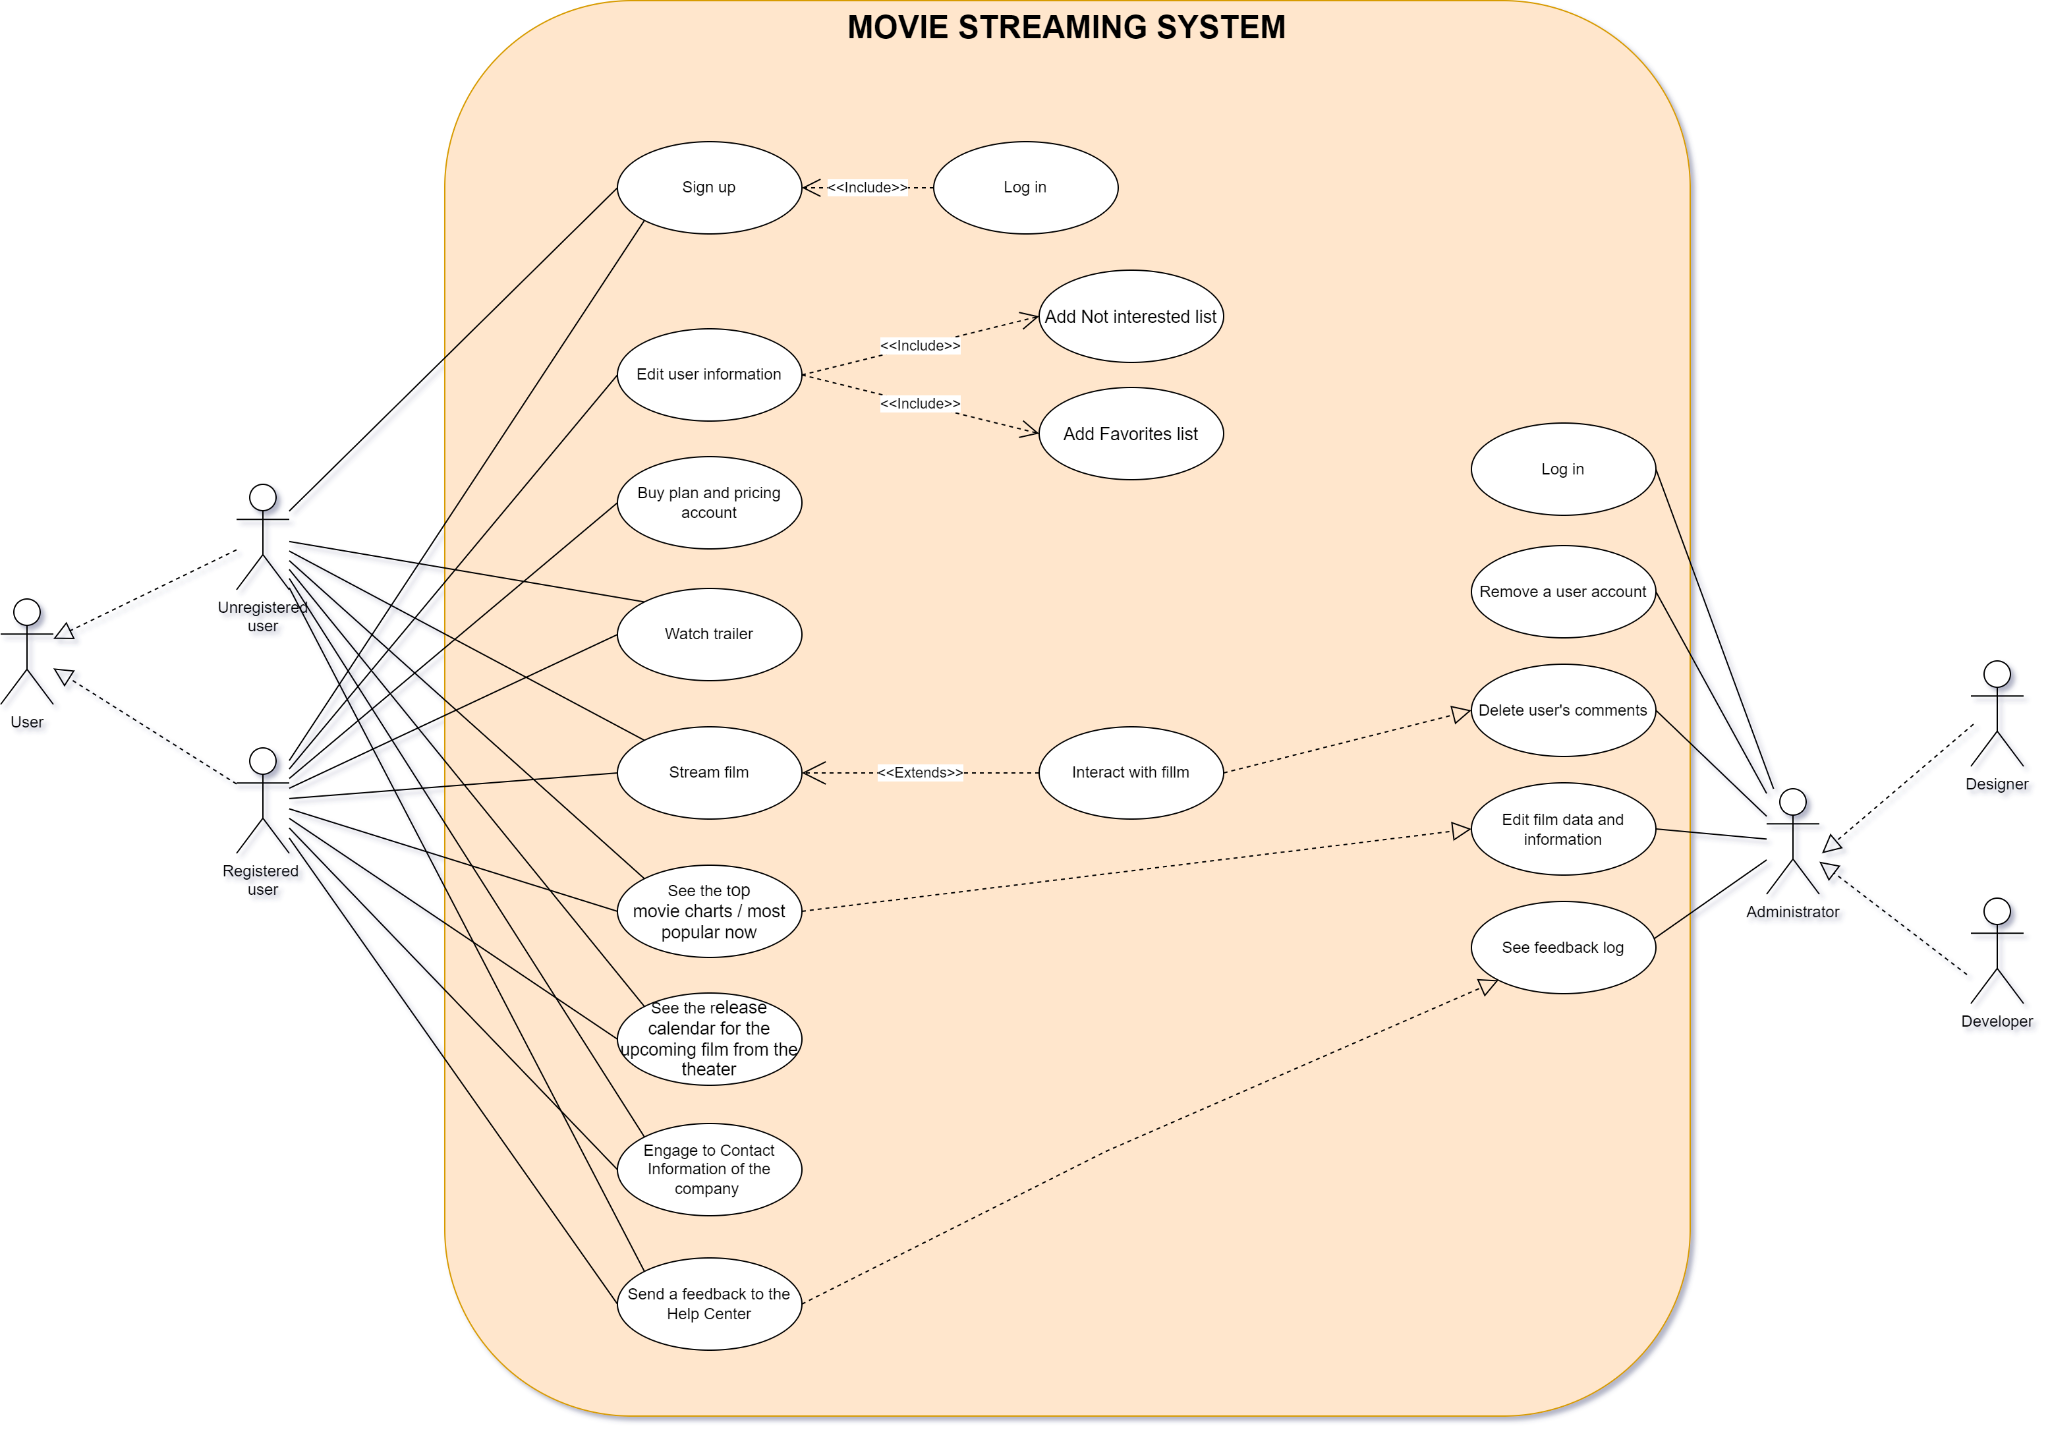 MOVIE STREAMING SYSTEM
Sign up
<<Include>>
Log in
Add Not interested list
<<Include>>
Edit user information
<<Include>>
Add Favorites list
Log in
Buy plan and pricing
account
Remove a user account
Unregistered
user
Watch trailer
User
Delete user's comments
Stream film
<<Extends>>
Interact with fillm
Designer
Edit film data and
information
Registered
user
See the top
movie charts / most
popular now
Administrator
See feedback log
See the release
calendar for the
upcoming film from the
theater
Developer
Engage to Contact
Information of the
company
Send a feedback to the
Help Center